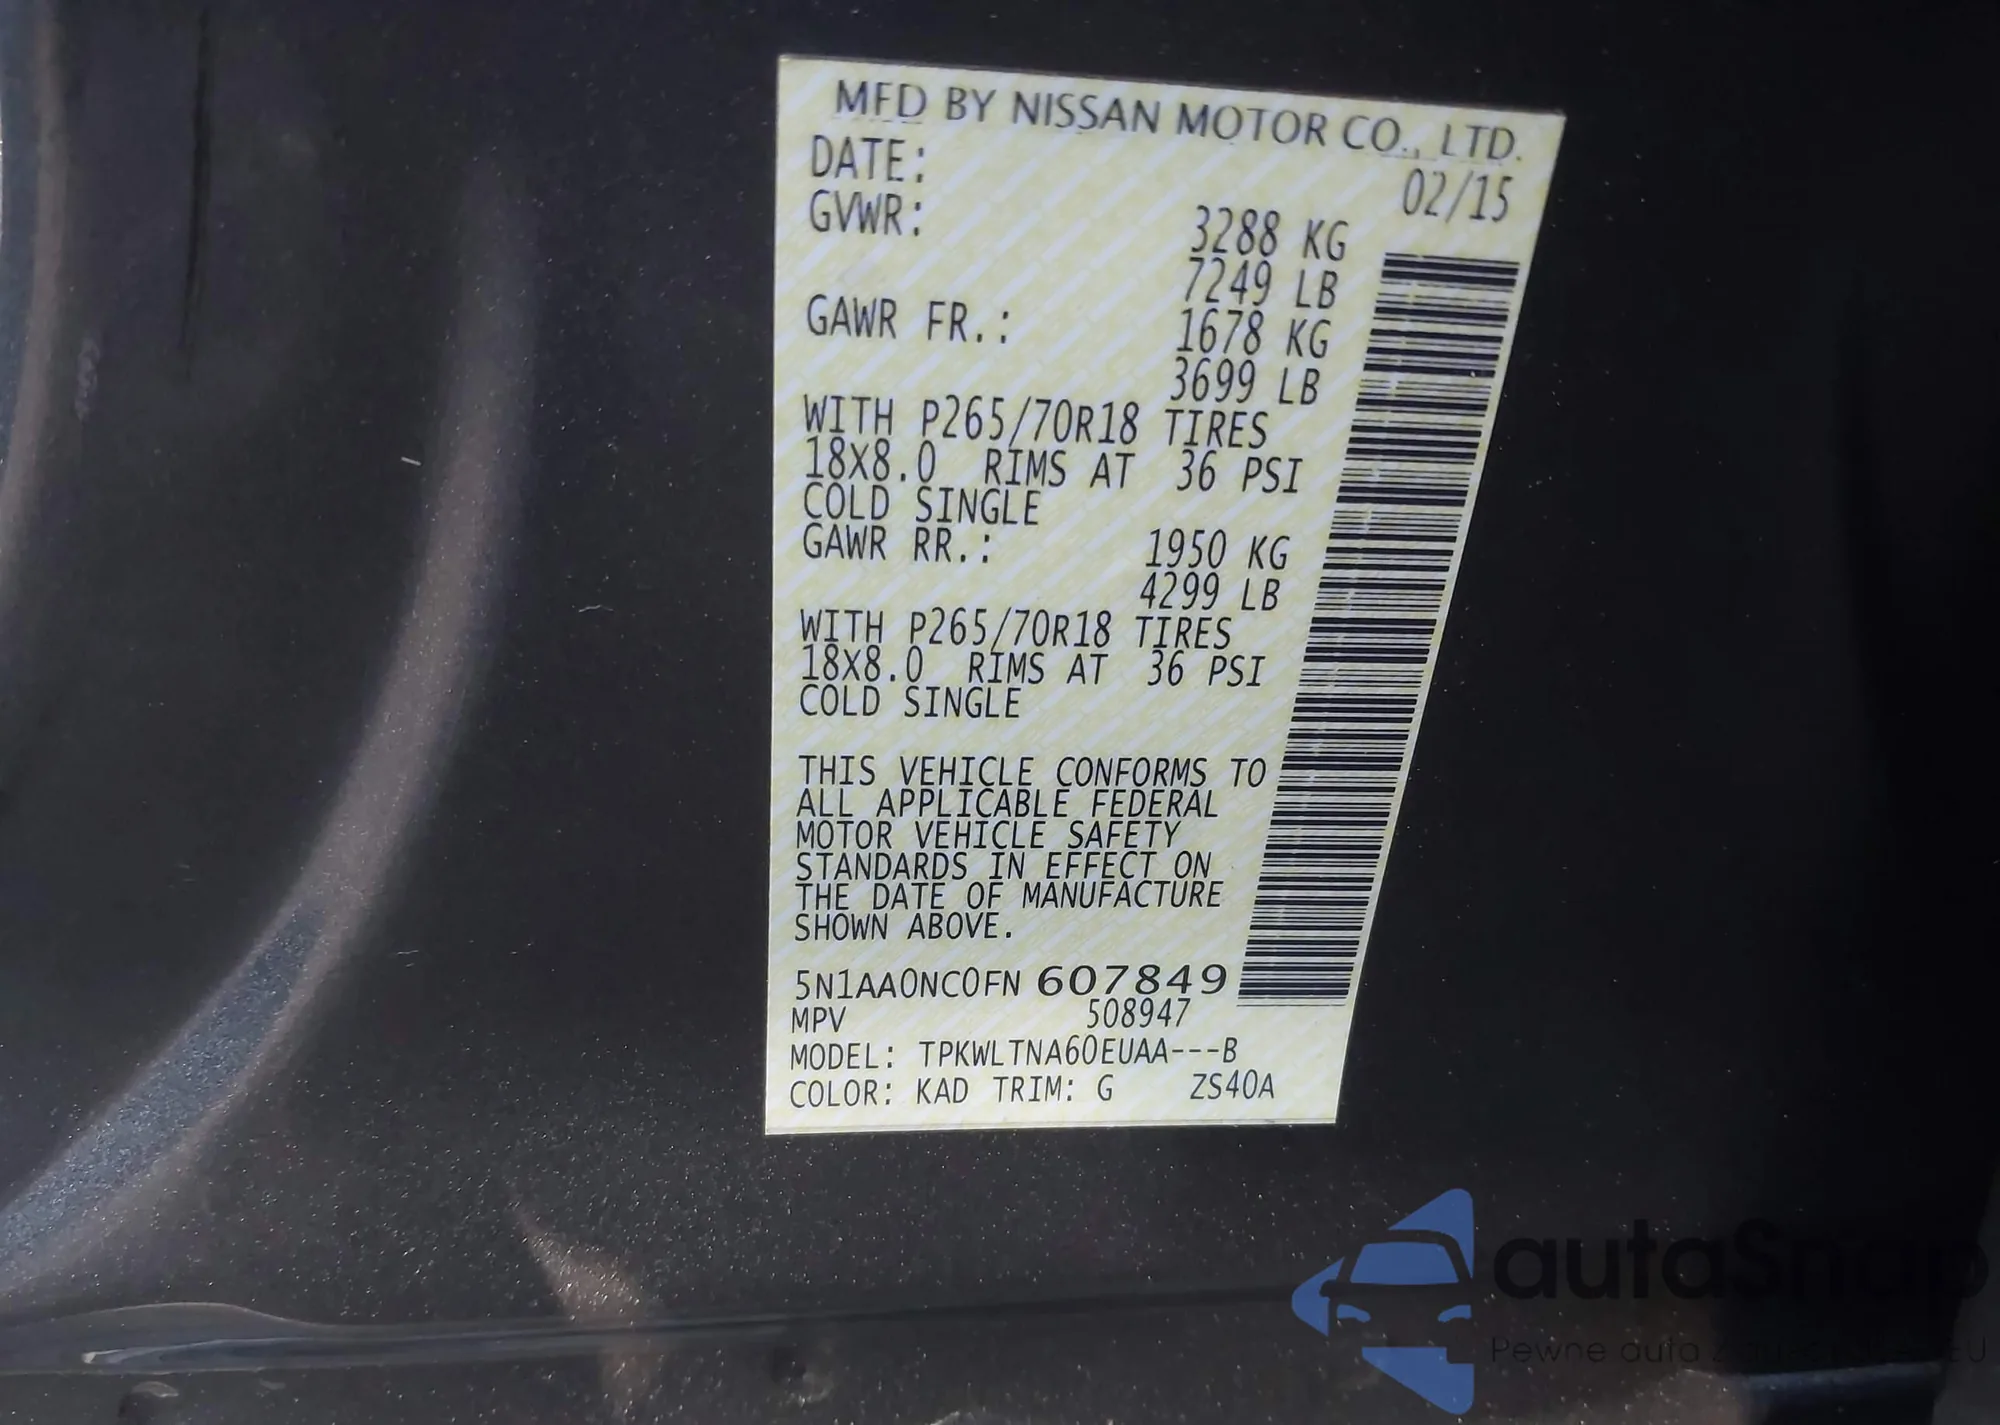 MFD BY NISSAN MOTOR CO., LTD.
DATE: 02/15
GVWR: 3288 KG
7249 LB
GAWR FR.: 1678 KG
3699 LB
WITH P265/70R18 TIRES
18X8.0 RIMS AT 36 PSI
COLD SINGLE
GAWR RR.: 1950 KG
4299 LB
WITH P265/70R18 TIRES
18X8.0 RIMS AT 36 PSI
COLD SINGLE
THIS VEHICLE CONFORMS TO
ALL APPLICABLE FEDERAL
MOTOR VEHICLE SAFETY
STANDARDS IN EFFECT ON
THE DATE OF MANUFACTURE
SHOWN ABOVE.
5N1AA0NC0FN 607849
MPV 508947
MODEL: TPKWLTNA60EUAA---B
COLOR: KAD TRIM: G ZS40A
autaSnap
Pewne auta z